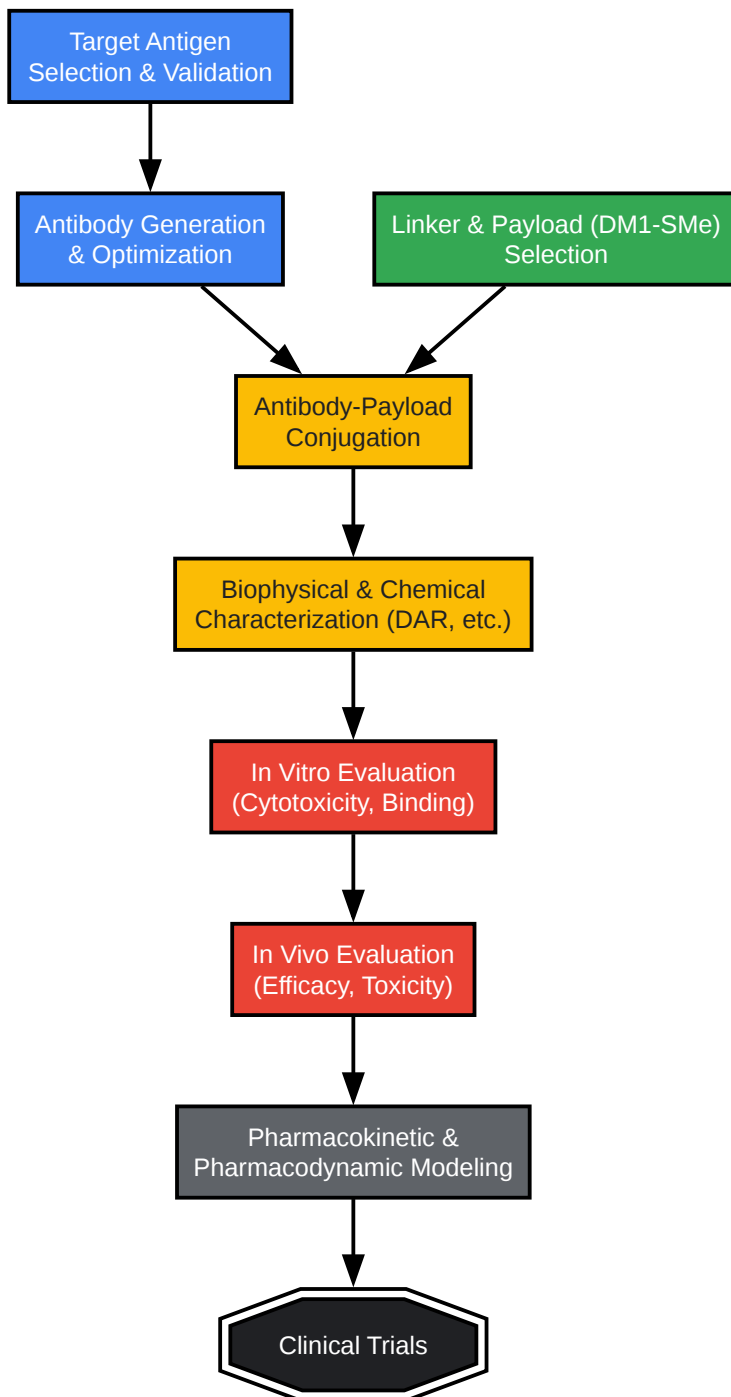 Target Antigen
Selection & Validation
Antibody Generation
& Optimization
Linker & Payload (DM1-SMe)
Selection
Antibody-Payload
Conjugation
Biophysical & Chemical
Characterization (DAR, etc.)
In Vitro Evaluation
(Cytotoxicity, Binding)
In Vivo Evaluation
(Efficacy, Toxicity)
Pharmacokinetic &
Pharmacodynamic Modeling
Clinical Trials